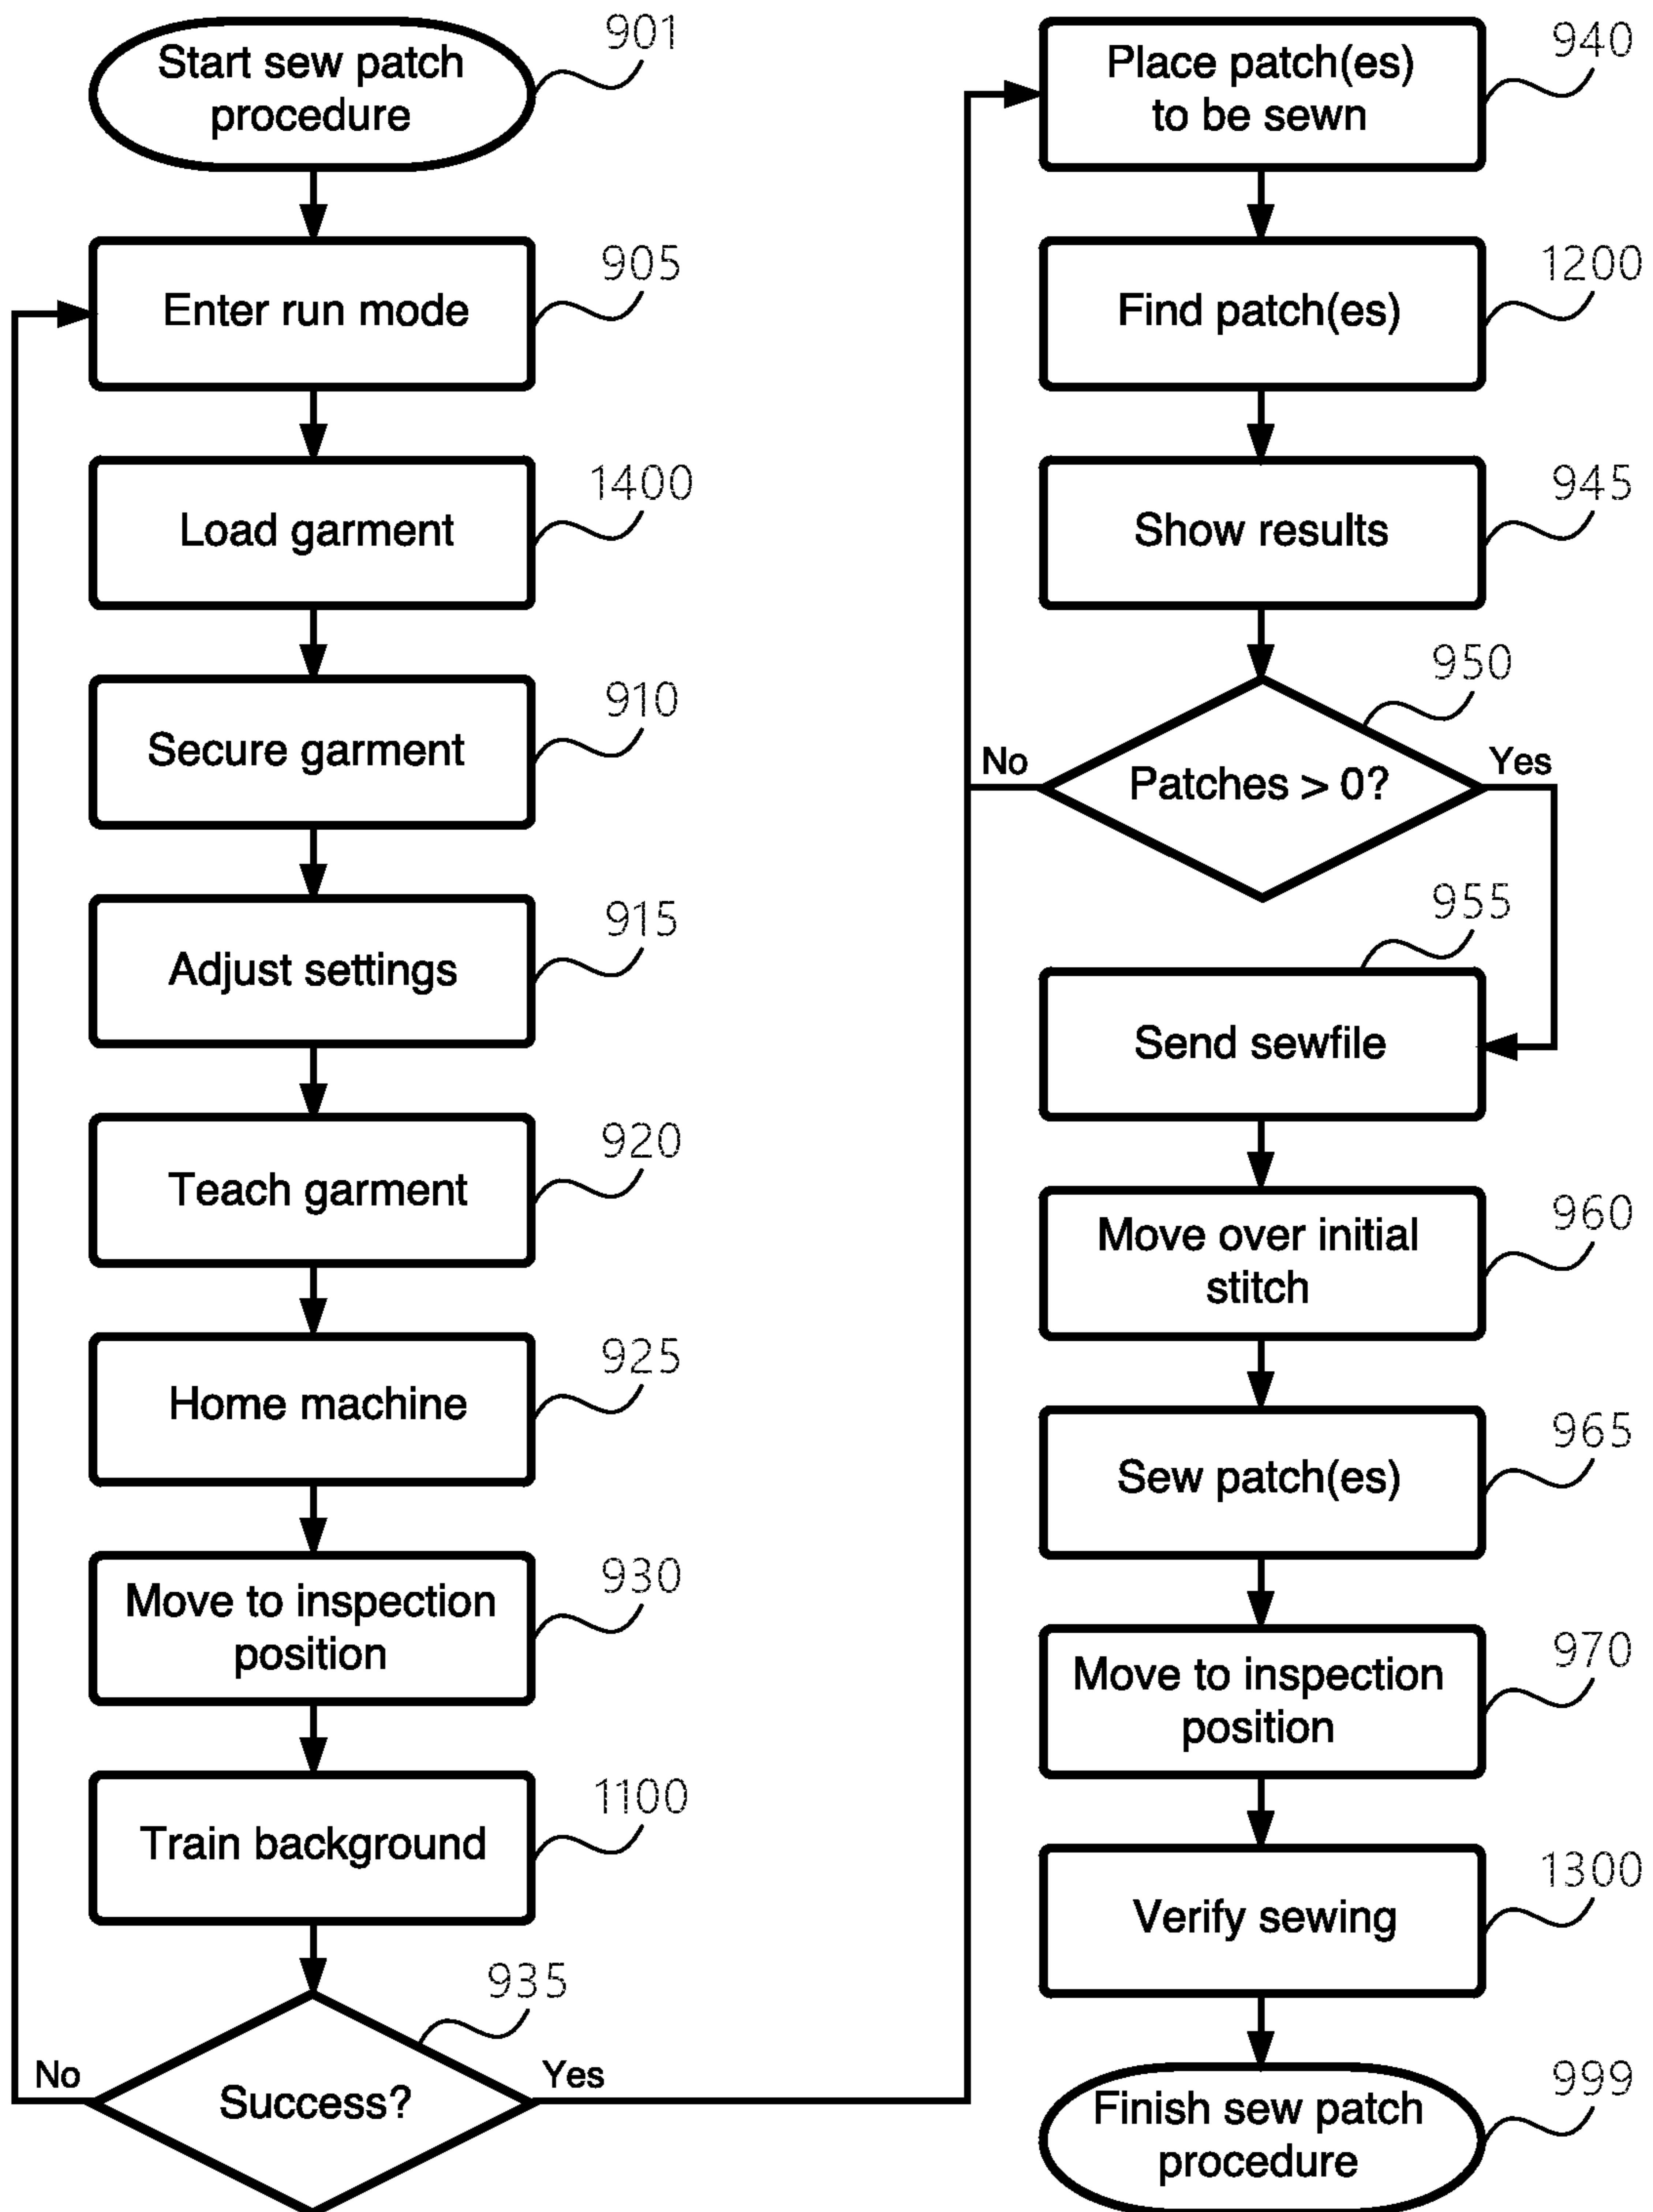 Start sew patch
procedure
901
Enter run mode
905
Load garment
1400
Secure garment
910
Adjust settings
915
Teach garment
920
Home machine
925
Move to inspection
position
930
Train background
1100
Success?
935
No
Yes
Place patch(es)
to be sewn
940
Find patch(es)
1200
Show results
945
Patches > 0?
950
No
Yes
Send sewfile
955
Move over initial
stitch
960
Sew patch(es)
965
Move to inspection
position
970
Verify sewing
1300
Finish sew patch
procedure
999